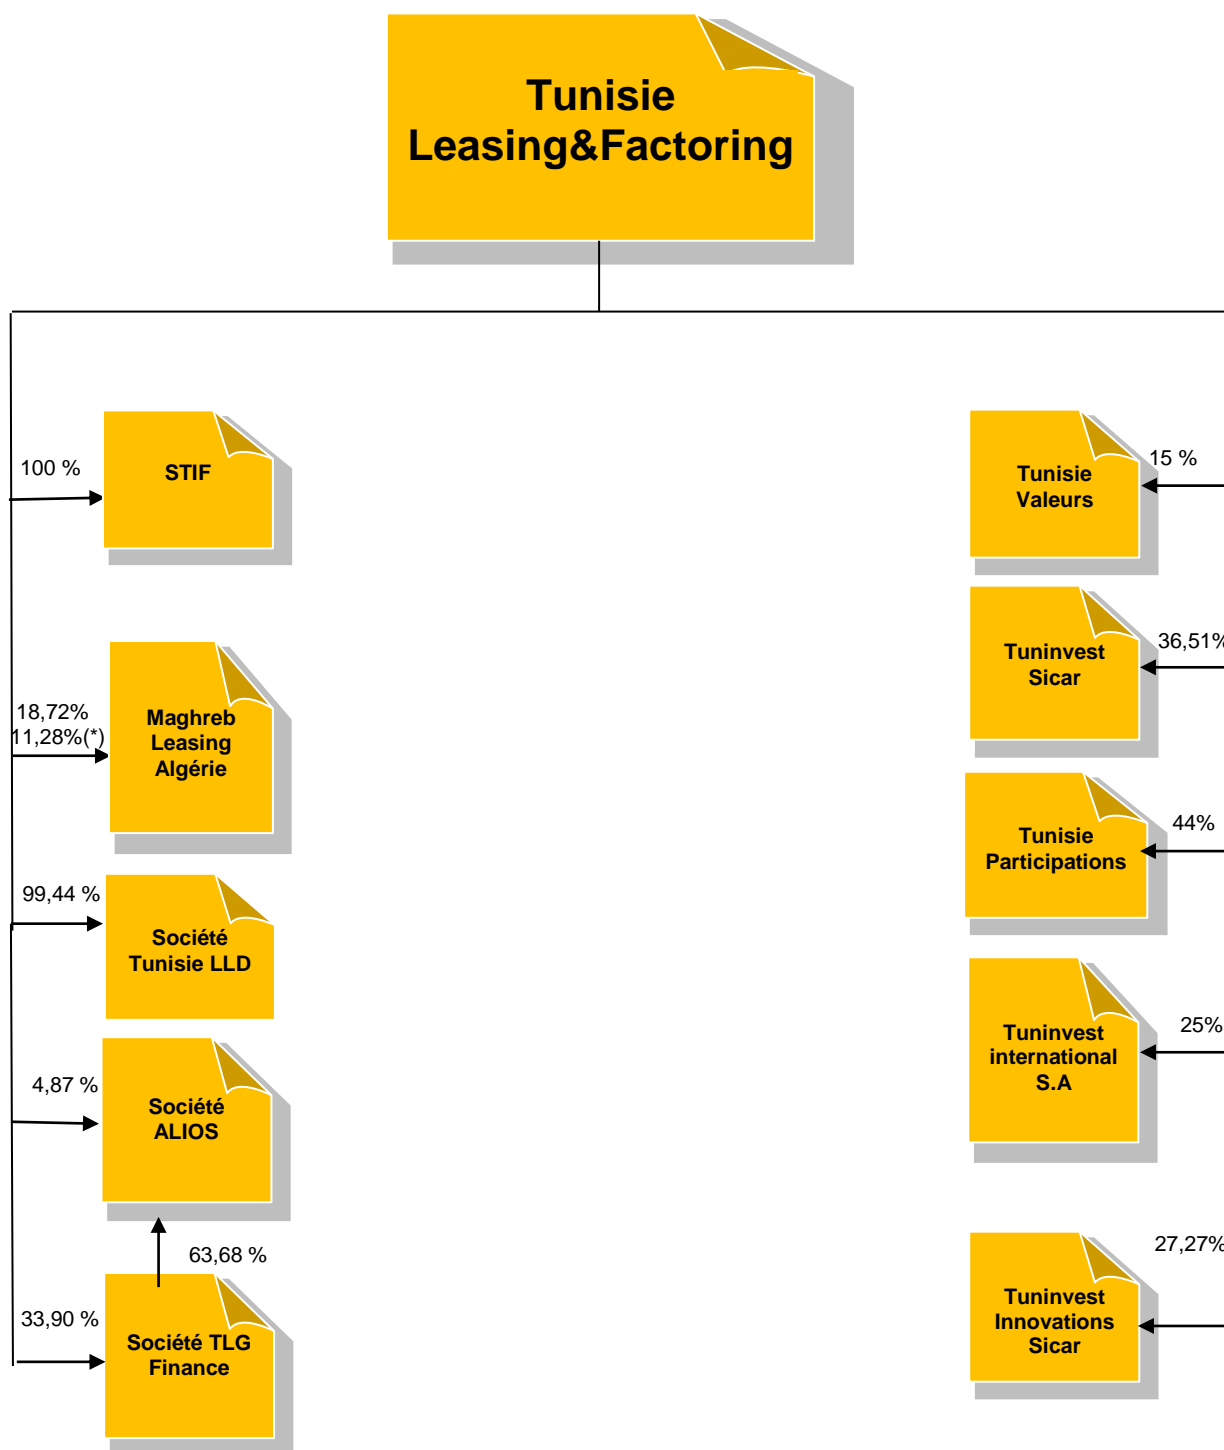 Tunisie
Leasing&Factoring
100 %
STIF
18,72%
11,28%(*)
Maghreb
Leasing
Algérie
99,44 %
Société
Tunisie LLD
4,87 %
Société
ALIOS
63,68 %
33,90 %
Société TLG
Finance
Tunisie
Valeurs
15 %
Tuninvest
Sicar
36,51%
Tunisie
Participations
44%
Tuninvest
international
S.A
25%
Tuninvest
Innovations
Sicar
27,27%